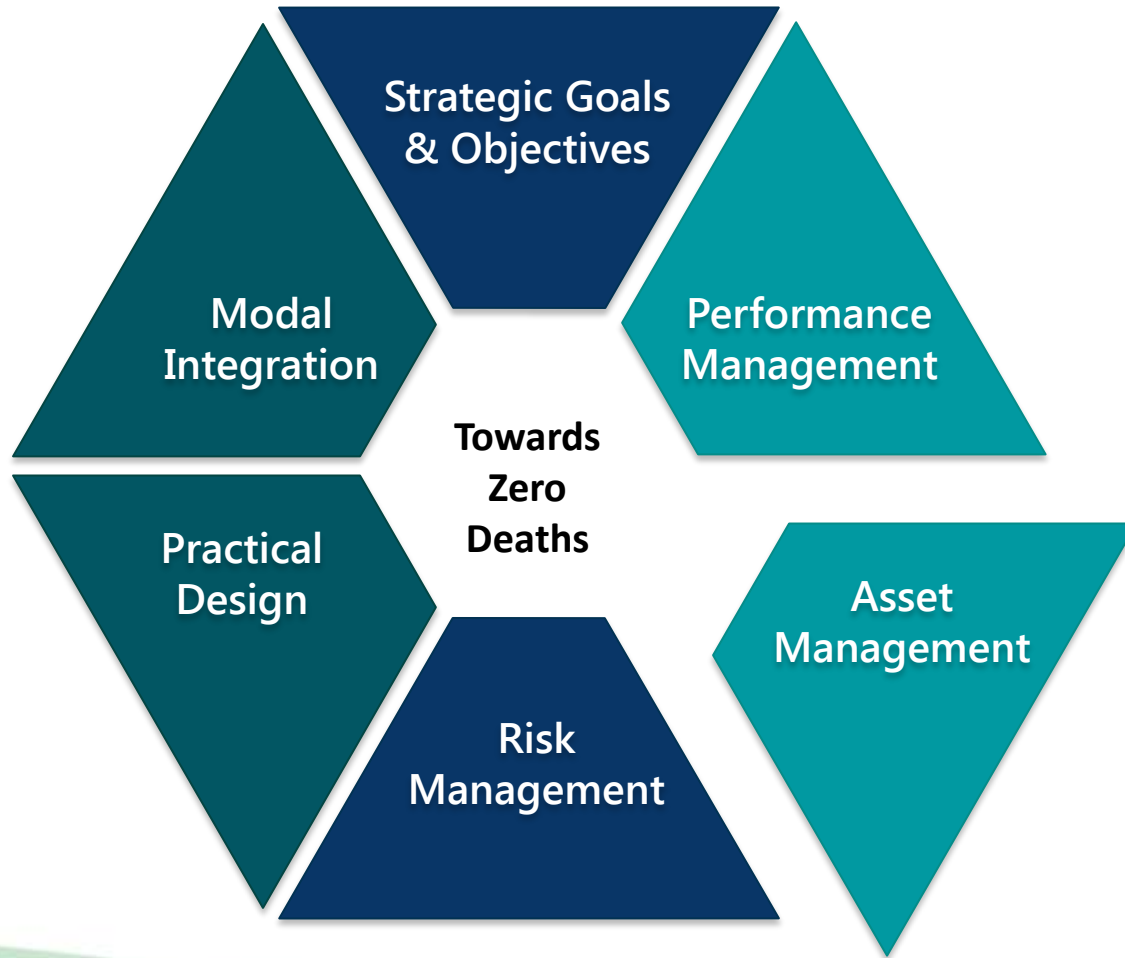 Strategic Goals
& Objectives
Modal
Integration
Performance
Management
Towards
Zero
Deaths
Practical
Design
Asset
Management
Risk
Management